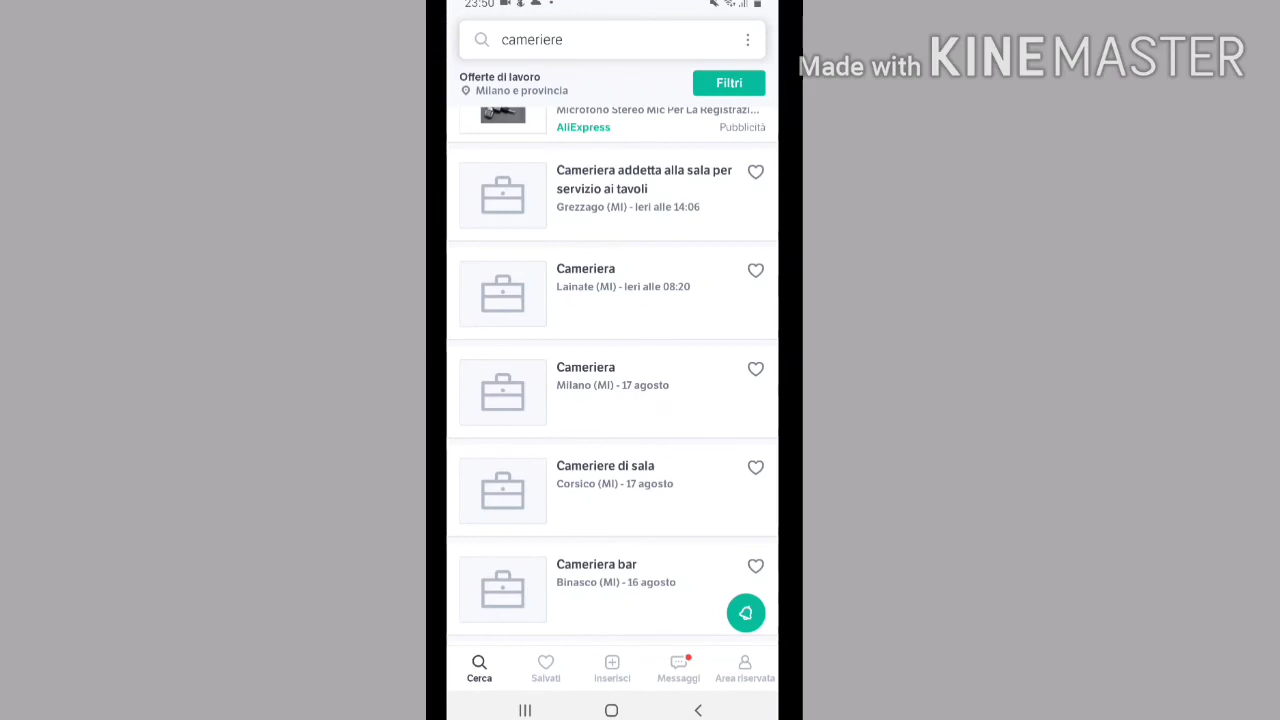 23:50
cameriere
Made with KINEMASTER
Offerte di lavoro
Milano e provincia
Filtri
Microfono Stereo Mic Per La Registrazi...
AliExpress
Pubblicità
Cameriera addetta alla sala per
servizio ai tavoli
Grezzago (MI) - Ieri alle 14:06
Cameriera
Lainate (MI) - Ieri alle 08:20
Cameriera
Milano (MI) - 17 agosto
Cameriere di sala
Corsico (MI) - 17 agosto
Cameriera bar
Binasco (MI) - 16 agosto
Cerca
Salvati
Inserisci
Messaggi
Area riservata